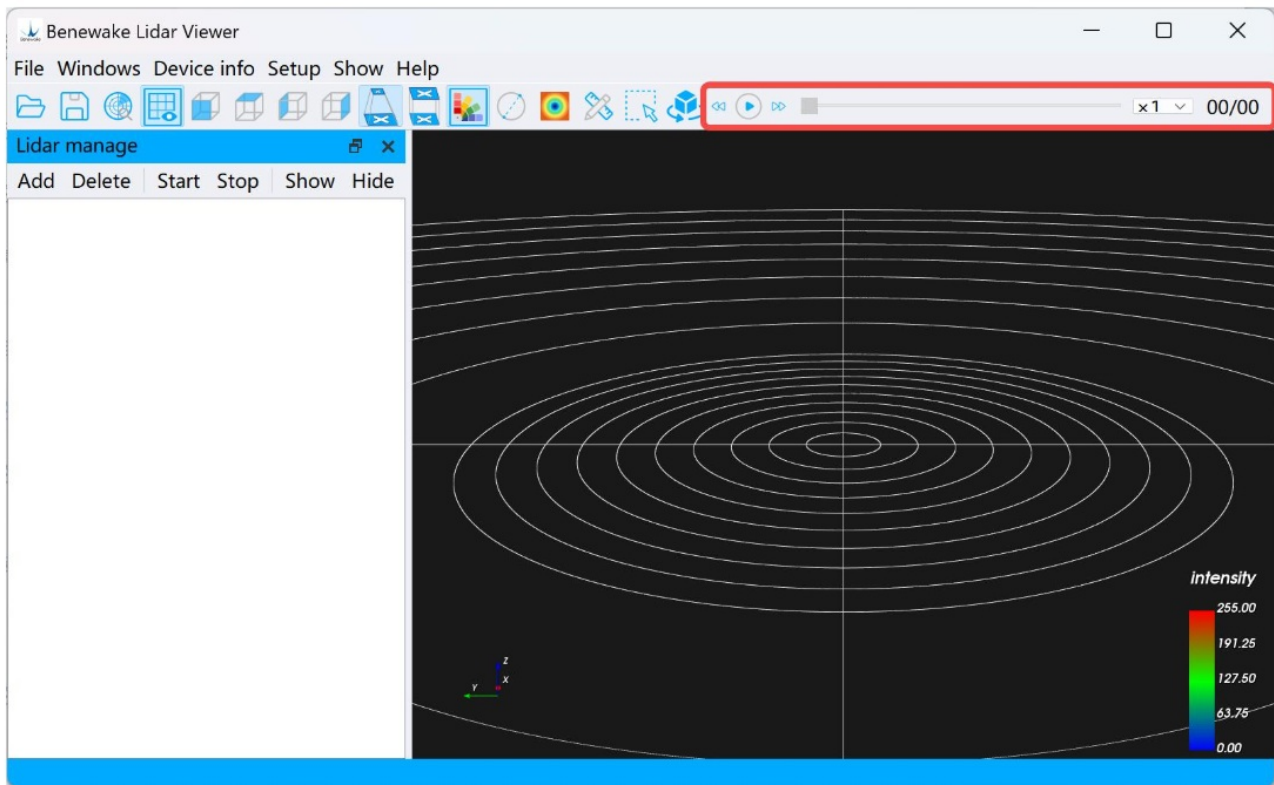 Benewake Lidar Viewer
File Windows Device info Setup Show Help
x1 00/00
Lidar manage
Add Delete Start Stop Show Hide
intensity
255.00
191.25
127.50
63.75
0.00
Z
X
Y